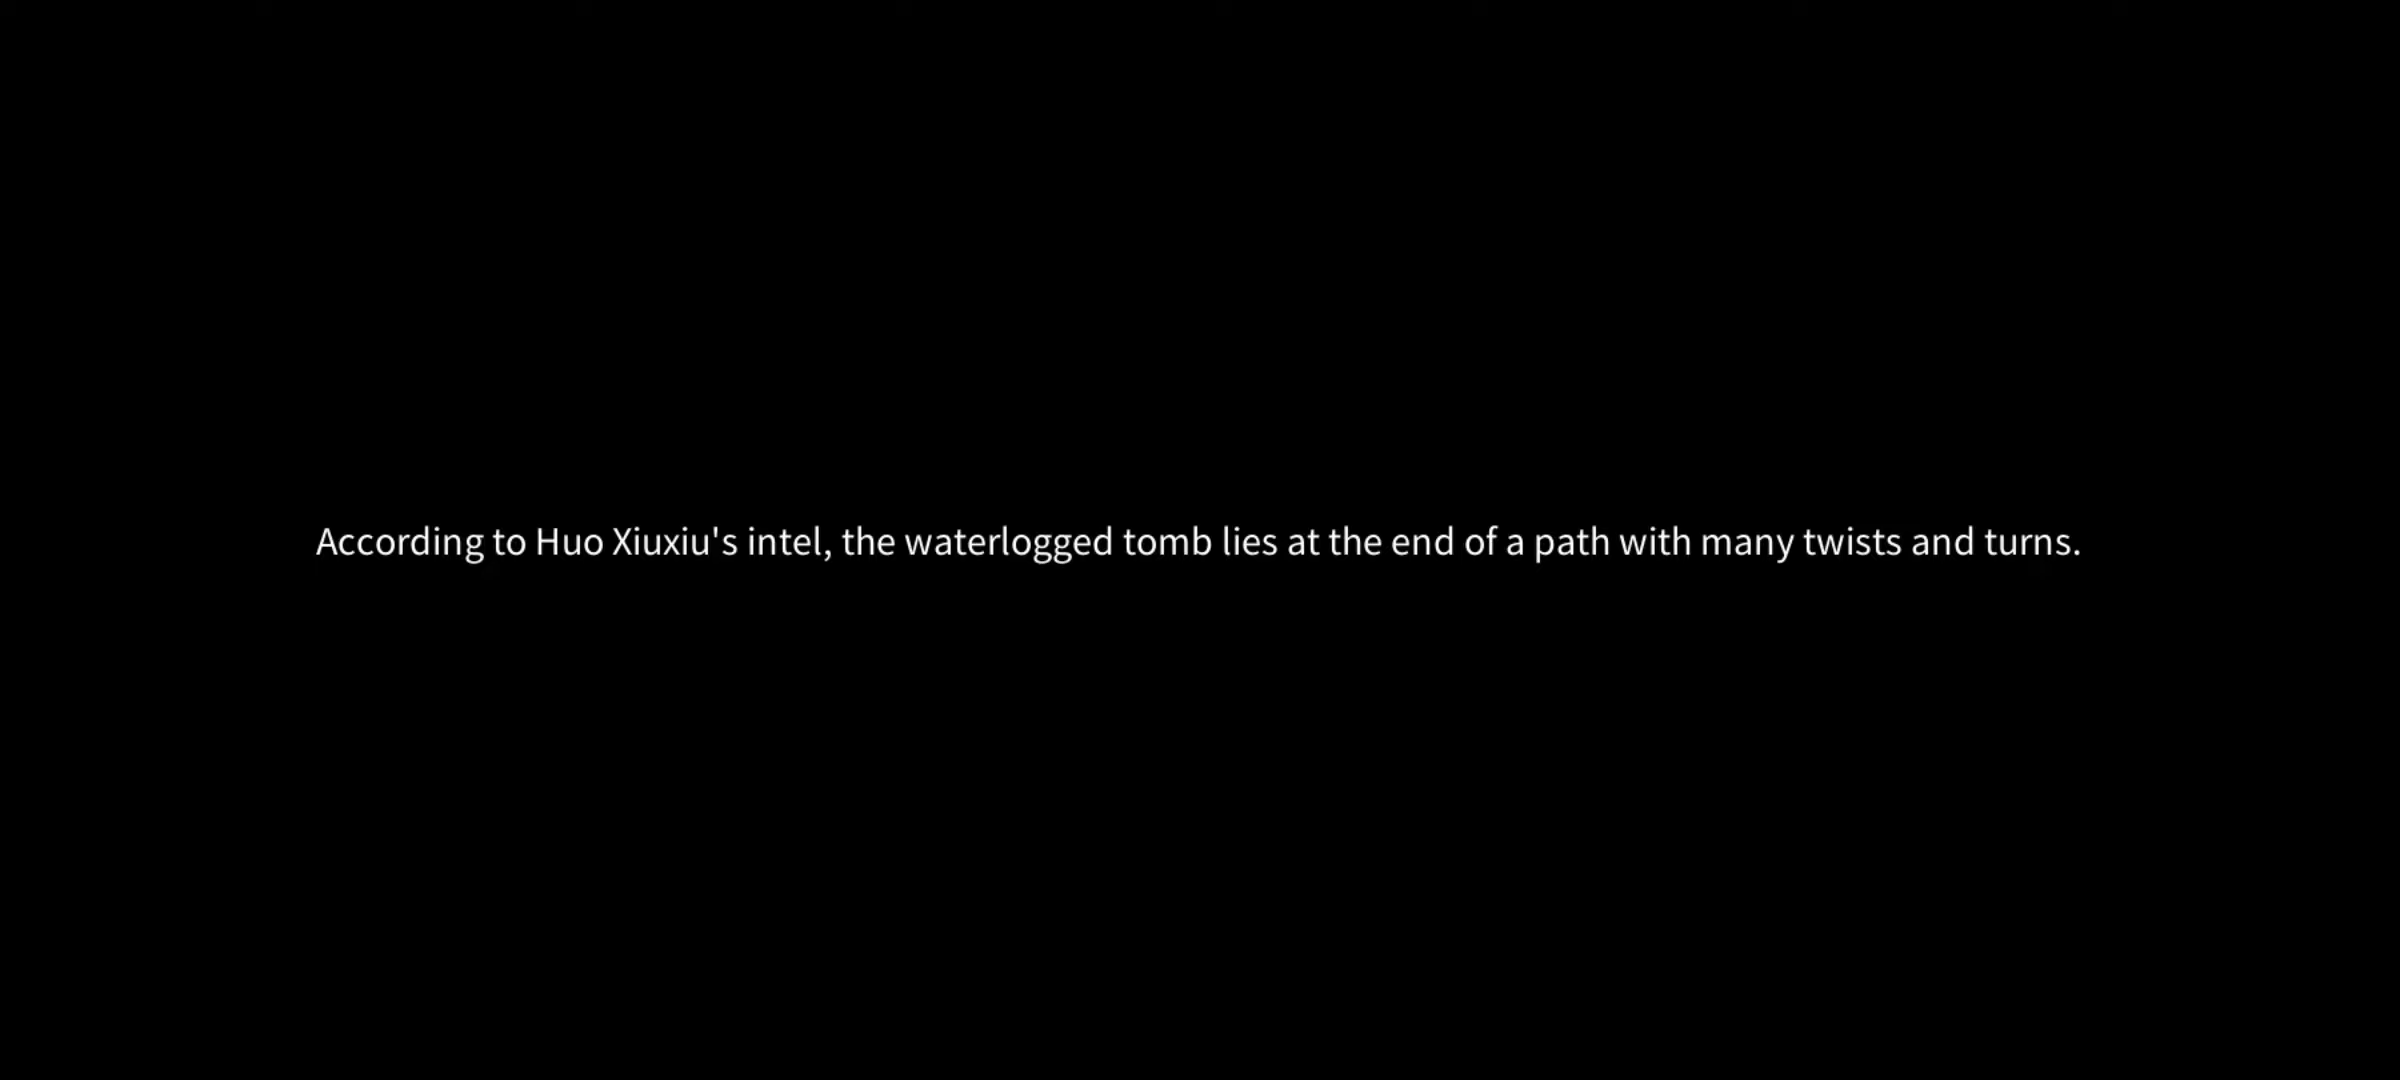 According to Huo Xiuxiu's intel, the waterlogged tomb lies at the end of a path with many twists and turns.